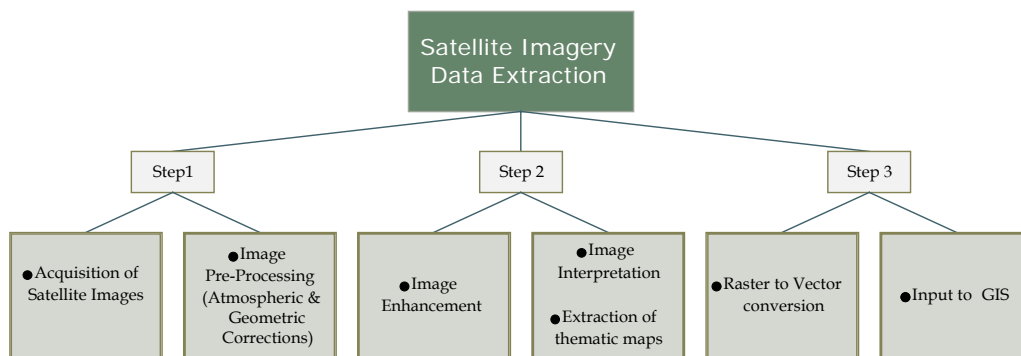 Satellite Imagery
Data Extraction
Step1
Step 2
Step 3
● Acquisition of
Satellite Images
● Image
Pre-Processing
(Atmospheric &
Geometric
Corrections)
● Image
Enhancement
● Image
Interpretation
● Extraction of
thematic maps
● Raster to Vector
conversion
● Input to GIS